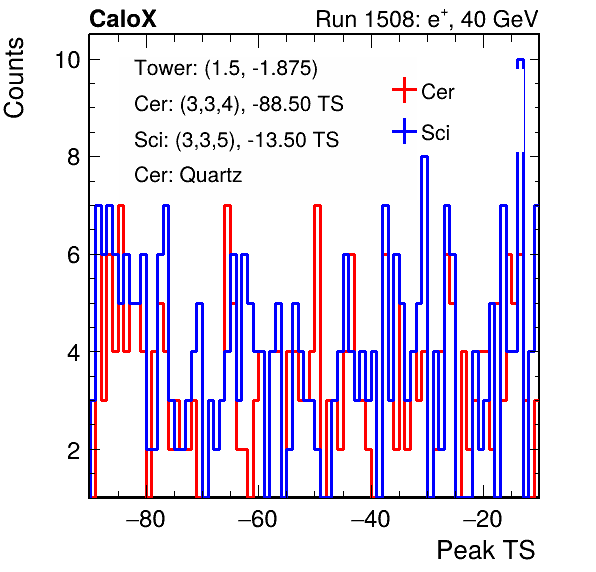 CaloX Run 1508: e+, 40 GeV
Counts
Tower: (1.5, -1.875)
Cer: (3,3,4), -88.50 TS
Sci: (3,3,5), -13.50 TS
Cer: Quartz
Cer
Sci
10
8
6
4
2
−80 −60 −40 −20
Peak TS